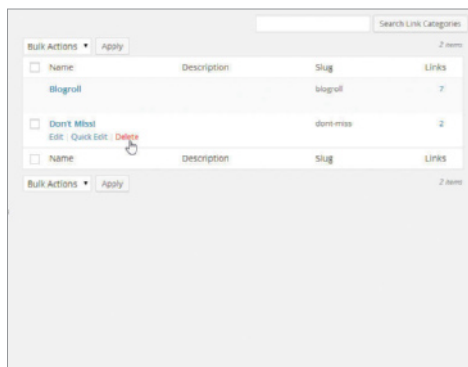 Search Link Categories
Bulk Actions Apply 2 items
Name Description Slug Links
Blogroll blogroll 7
Don't Miss! dont-miss 2
Edit | Quick Edit | Delete
Name Description Slug Links
Bulk Actions Apply 2 items